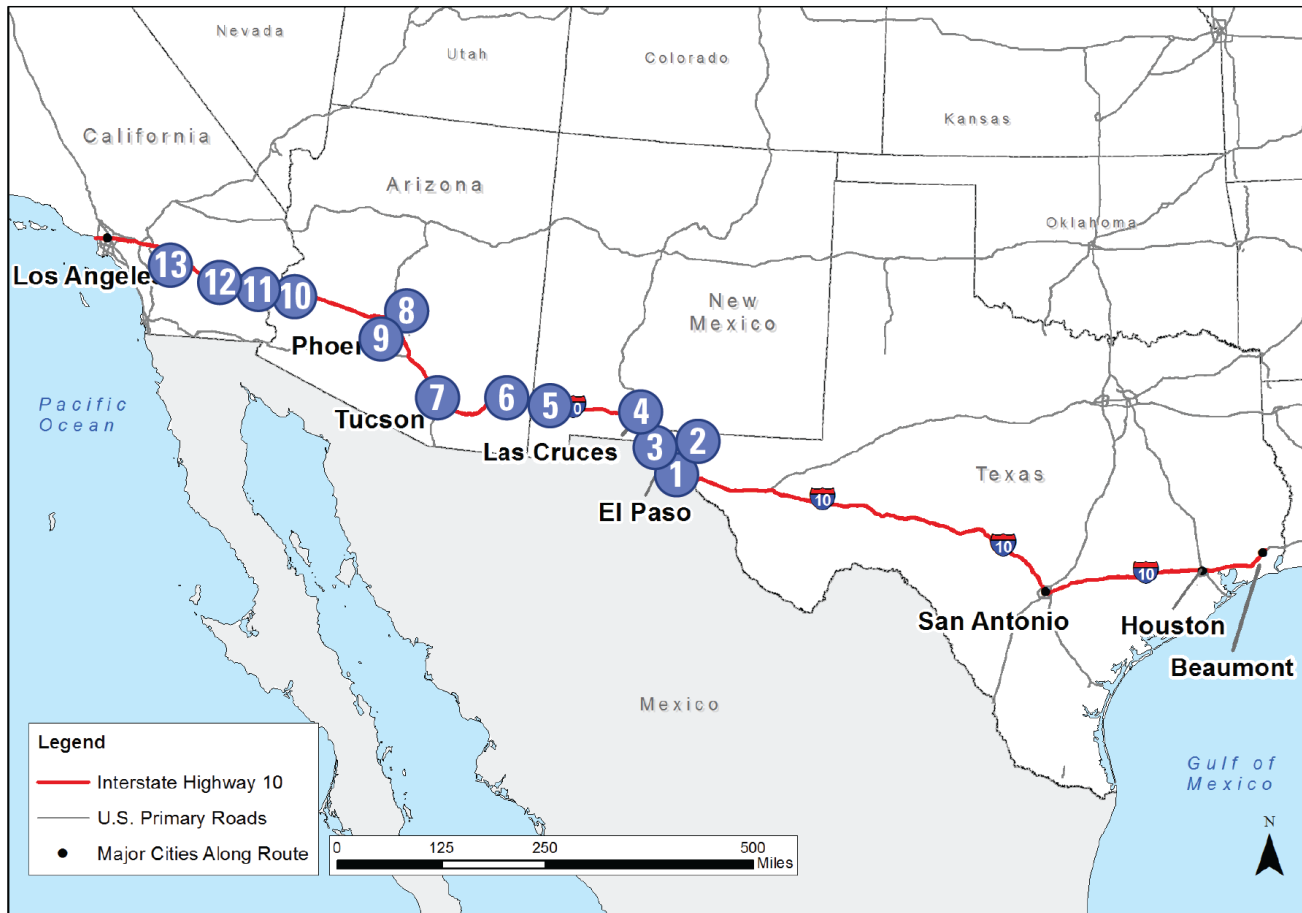 Nevada
Utah
Colorado
Kansas
California
Arizona
Oklahoma
New
Mexico
Los Angeles
13
12
11
10
8
9
Phoen
7
Tucson
6
5
4
3
2
1
Las Cruces
El Paso
Texas
10
10
10
San Antonio
Houston
Beaumont
Pacific
Ocean
Mexico
Gulf of
Mexico
Legend
Interstate Highway 10
U.S. Primary Roads
Major Cities Along Route
0 125 250 500
Miles
N